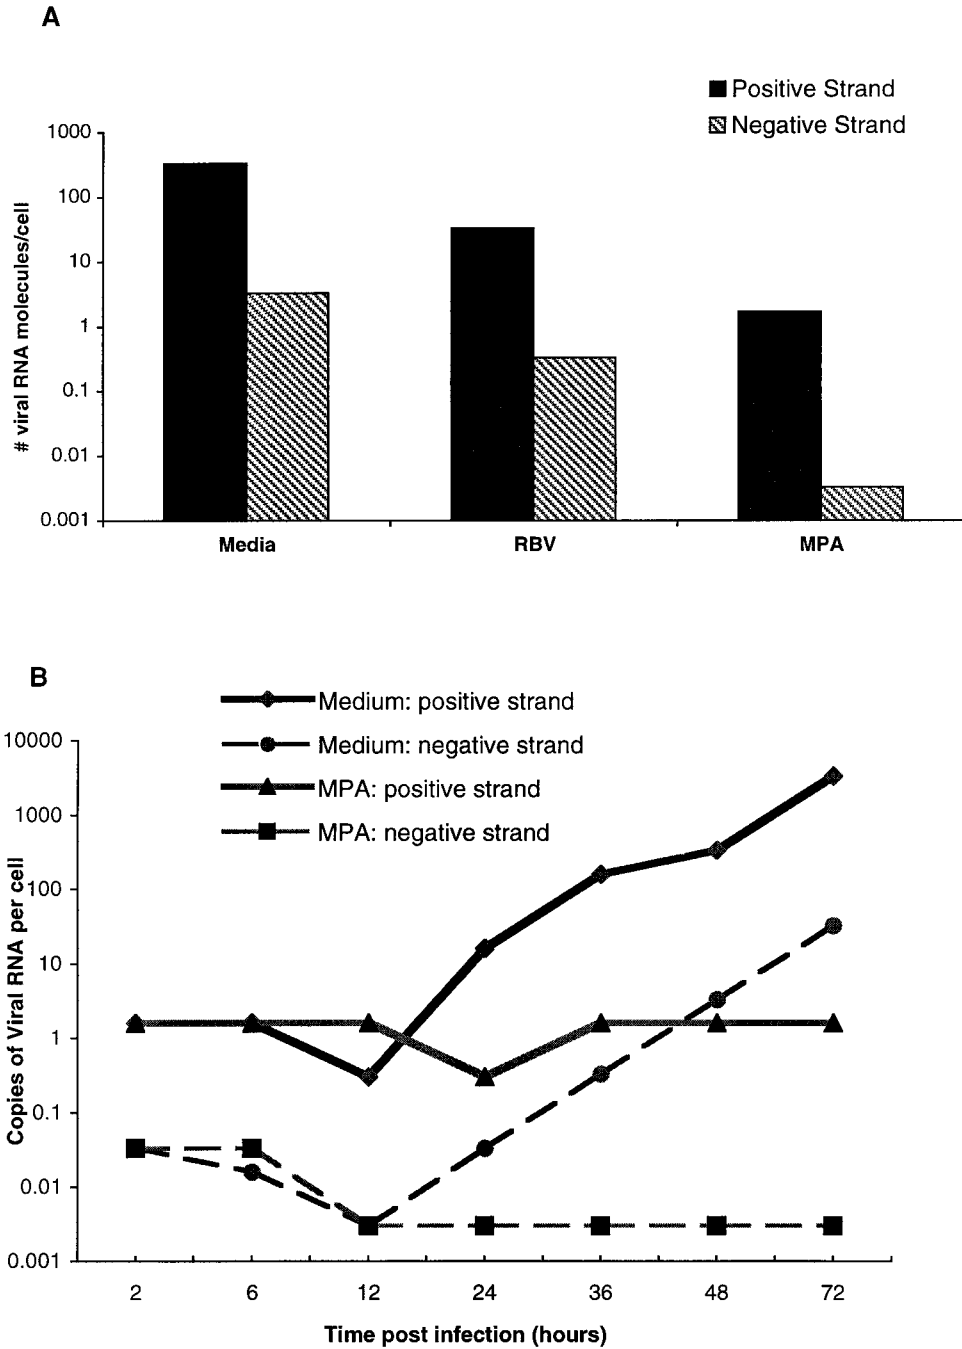 A
Positive Strand
Negative Strand
# viral RNA molecules/cell
1000
100
10
1
0.1
0.01
0.001
Media RBV MPA
B
Medium: positive strand
Medium: negative strand
MPA: positive strand
MPA: negative strand
Copies of Viral RNA per cell
10000
1000
100
10
1
0.1
0.01
0.001
2 6 12 24 36 48 72
Time post infection (hours)